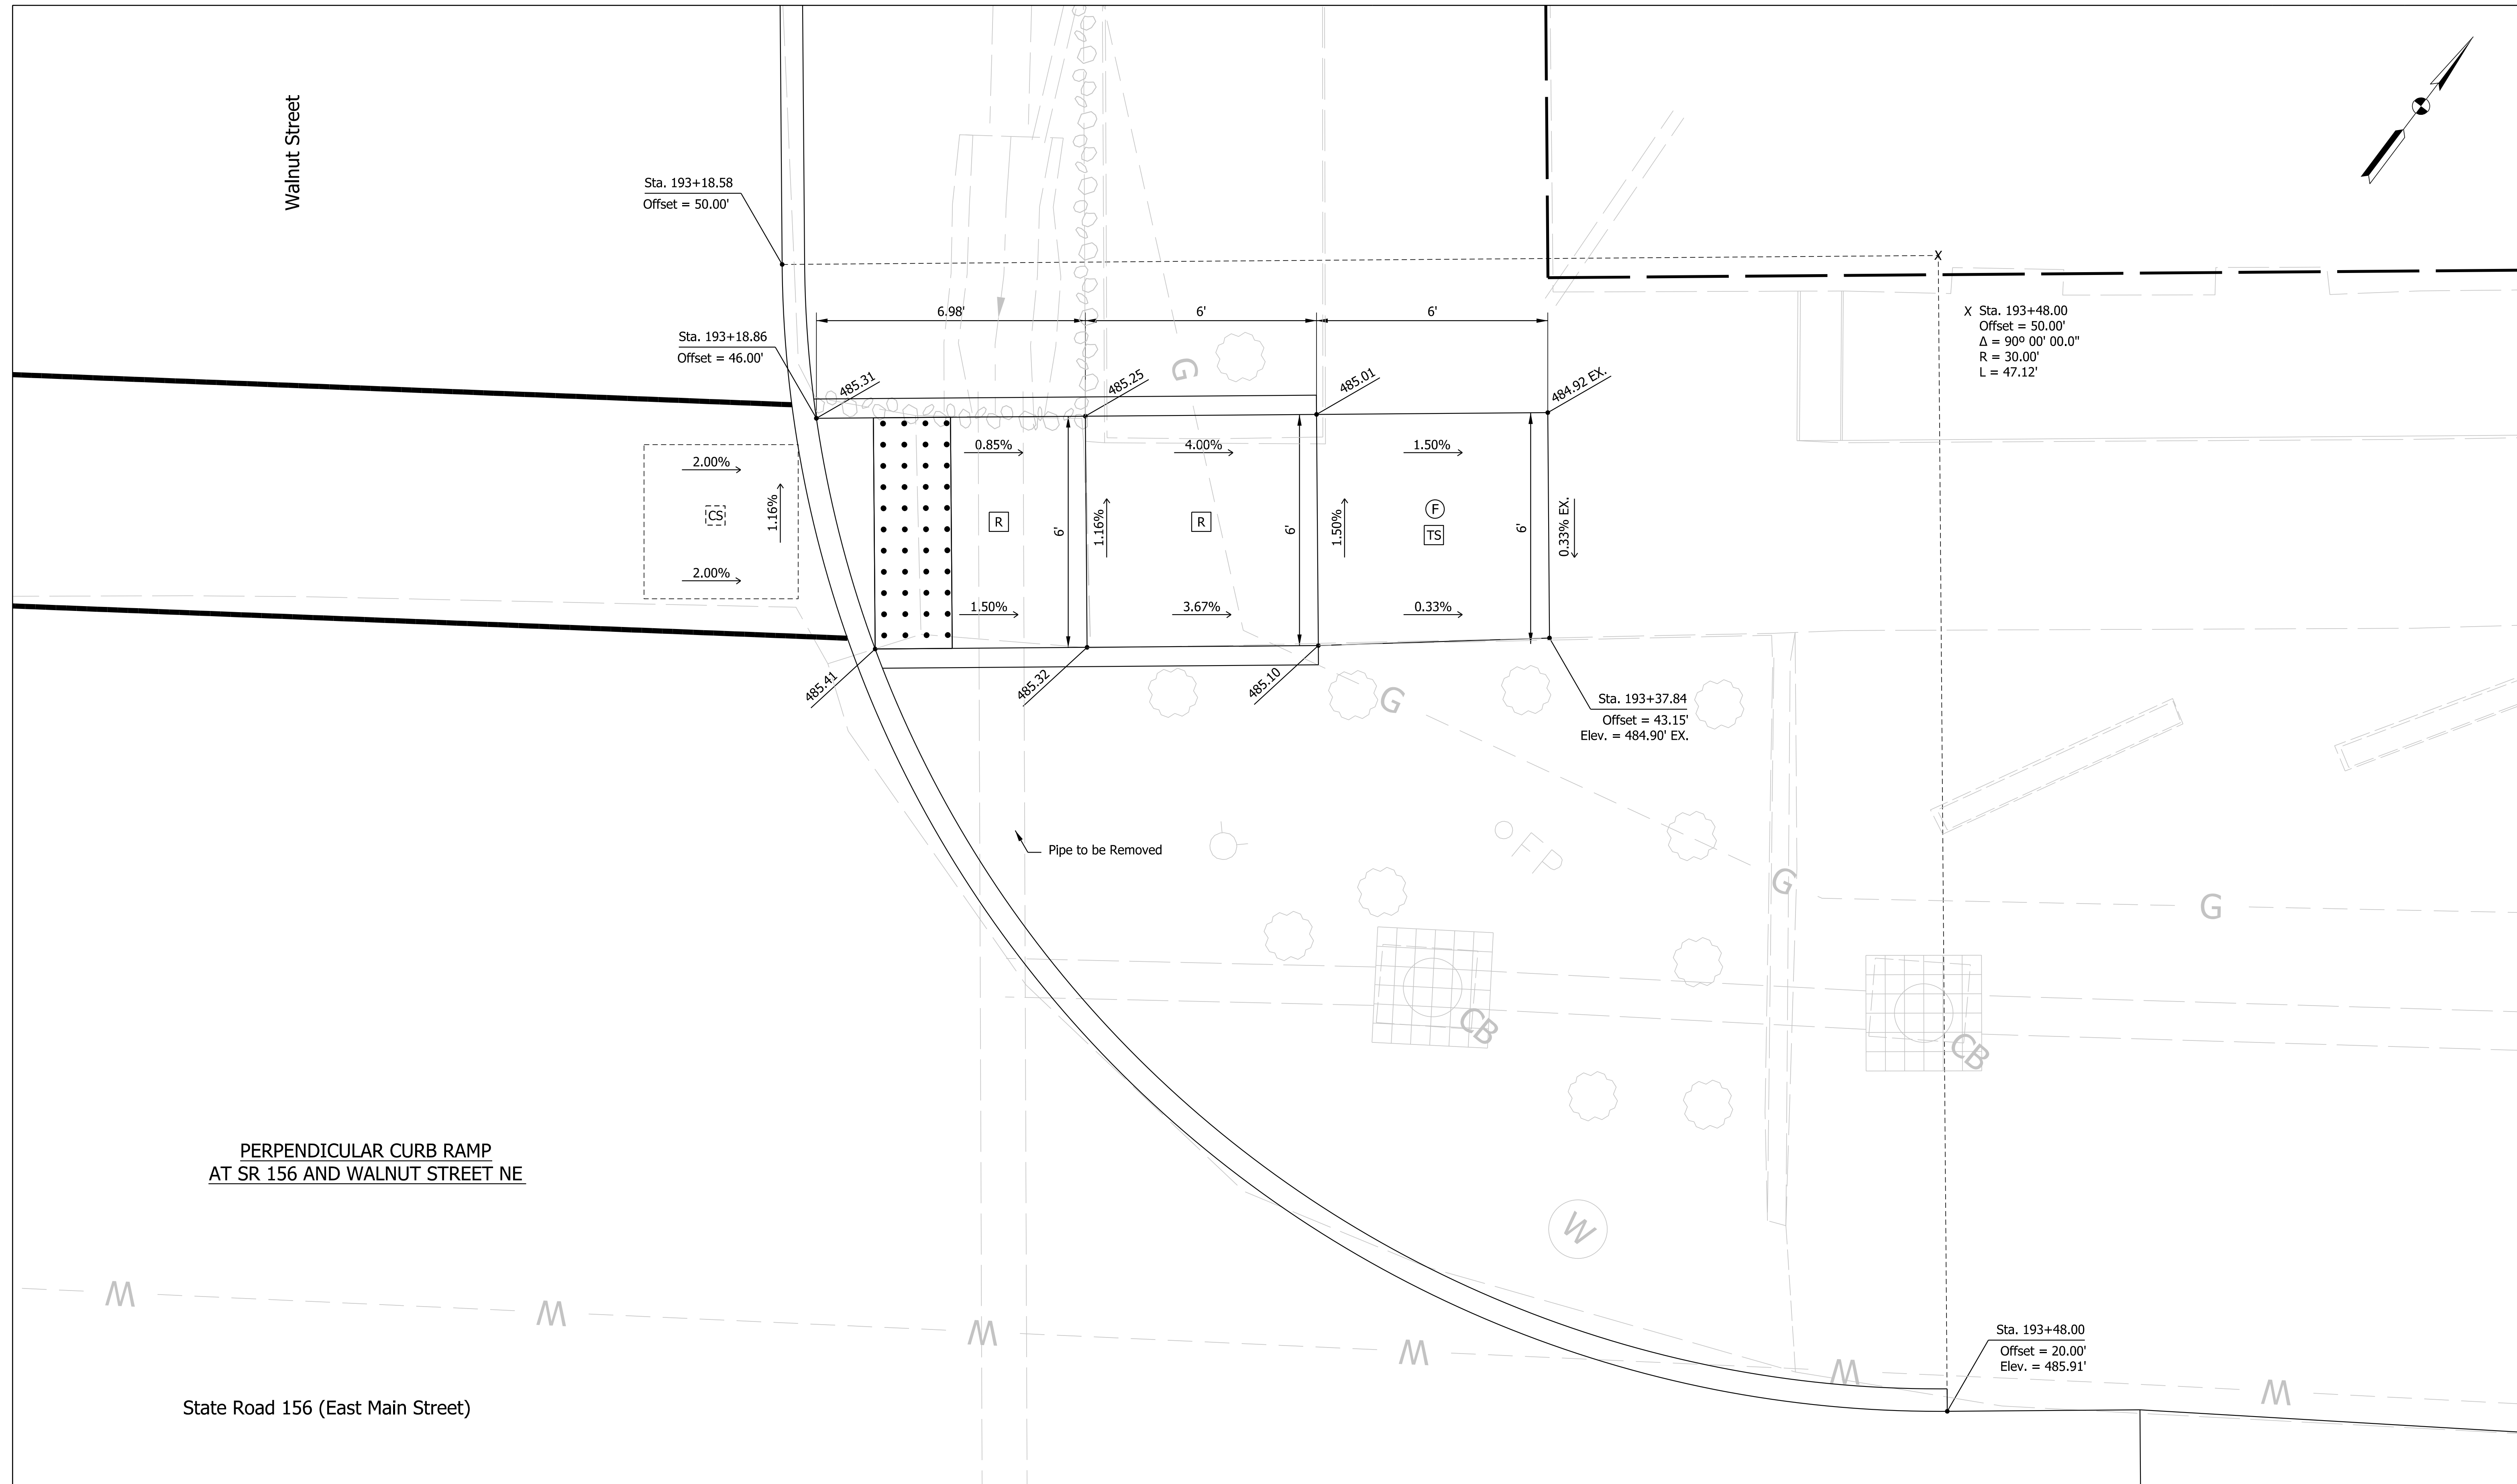 Walnut Street
Sta. 193+18.58
Offset = 50.00'
X
X Sta. 193+48.00
Offset = 50.00'
Δ = 90º 00' 00.0"
R = 30.00'
L = 47.12'
6.98'
6'
6'
Sta. 193+18.86
Offset = 46.00'
G
485.31
485.25
485.01
484.92 EX.
0.85%
4.00%
1.50%
2.00%
CS
1.16%
R
6'
1.16%
R
6'
1.50%
F
TS
6'
0.33% EX.
2.00%
1.50%
3.67%
0.33%
485.41
485.32
485.10
G
Sta. 193+37.84
Offset = 43.15'
Elev. = 484.90' EX.
Pipe to be Removed
FP
G
G
CB
CB
PERPENDICULAR CURB RAMP
AT SR 156 AND WALNUT STREET NE
W
W
W
W
W
W
W
Sta. 193+48.00
Offset = 20.00'
Elev. = 485.91'
State Road 156 (East Main Street)